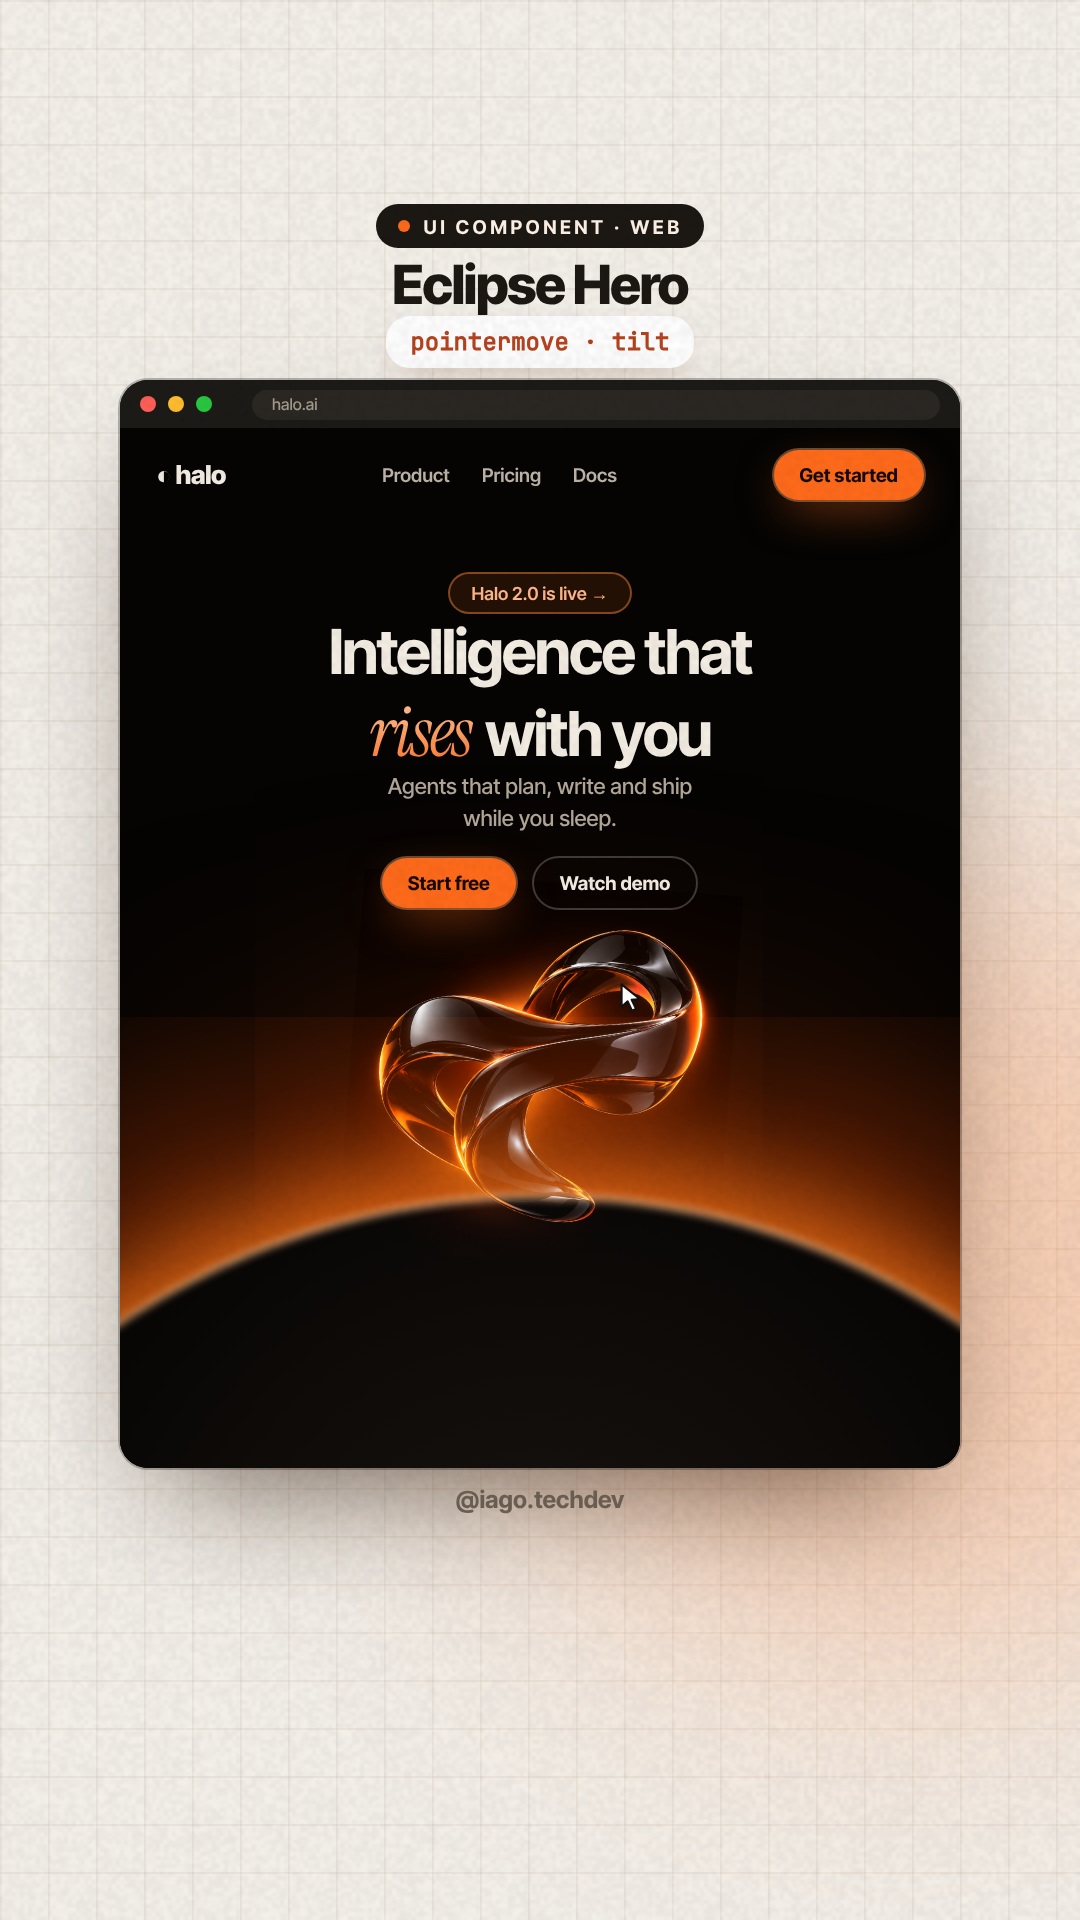 UI COMPONENT · WEB
Eclipse Hero
pointermove · tilt
halo.ai
halo
Product Pricing Docs
Get started
Halo 2.0 is live →
Intelligence that
rises with you
Agents that plan, write and ship
while you sleep.
Start free Watch demo
@iago.techdev